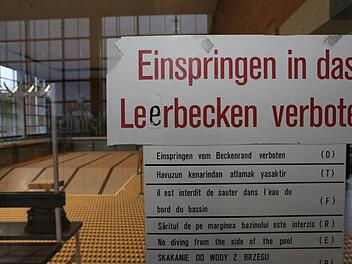 Einspringen in das
Leerbecken verbote
Einspringen vom Beckenrand verboten (D)
Havuzun kenarindan atlamak yasaktir (T)
il est interdit de sauter dans l'eau du
bord du bassin (F)
Săritul de pe marginea bazinului este interzis (R)
No diving from the side of the pool (E)
SKAKANIE DO WODY Z BRZEGU